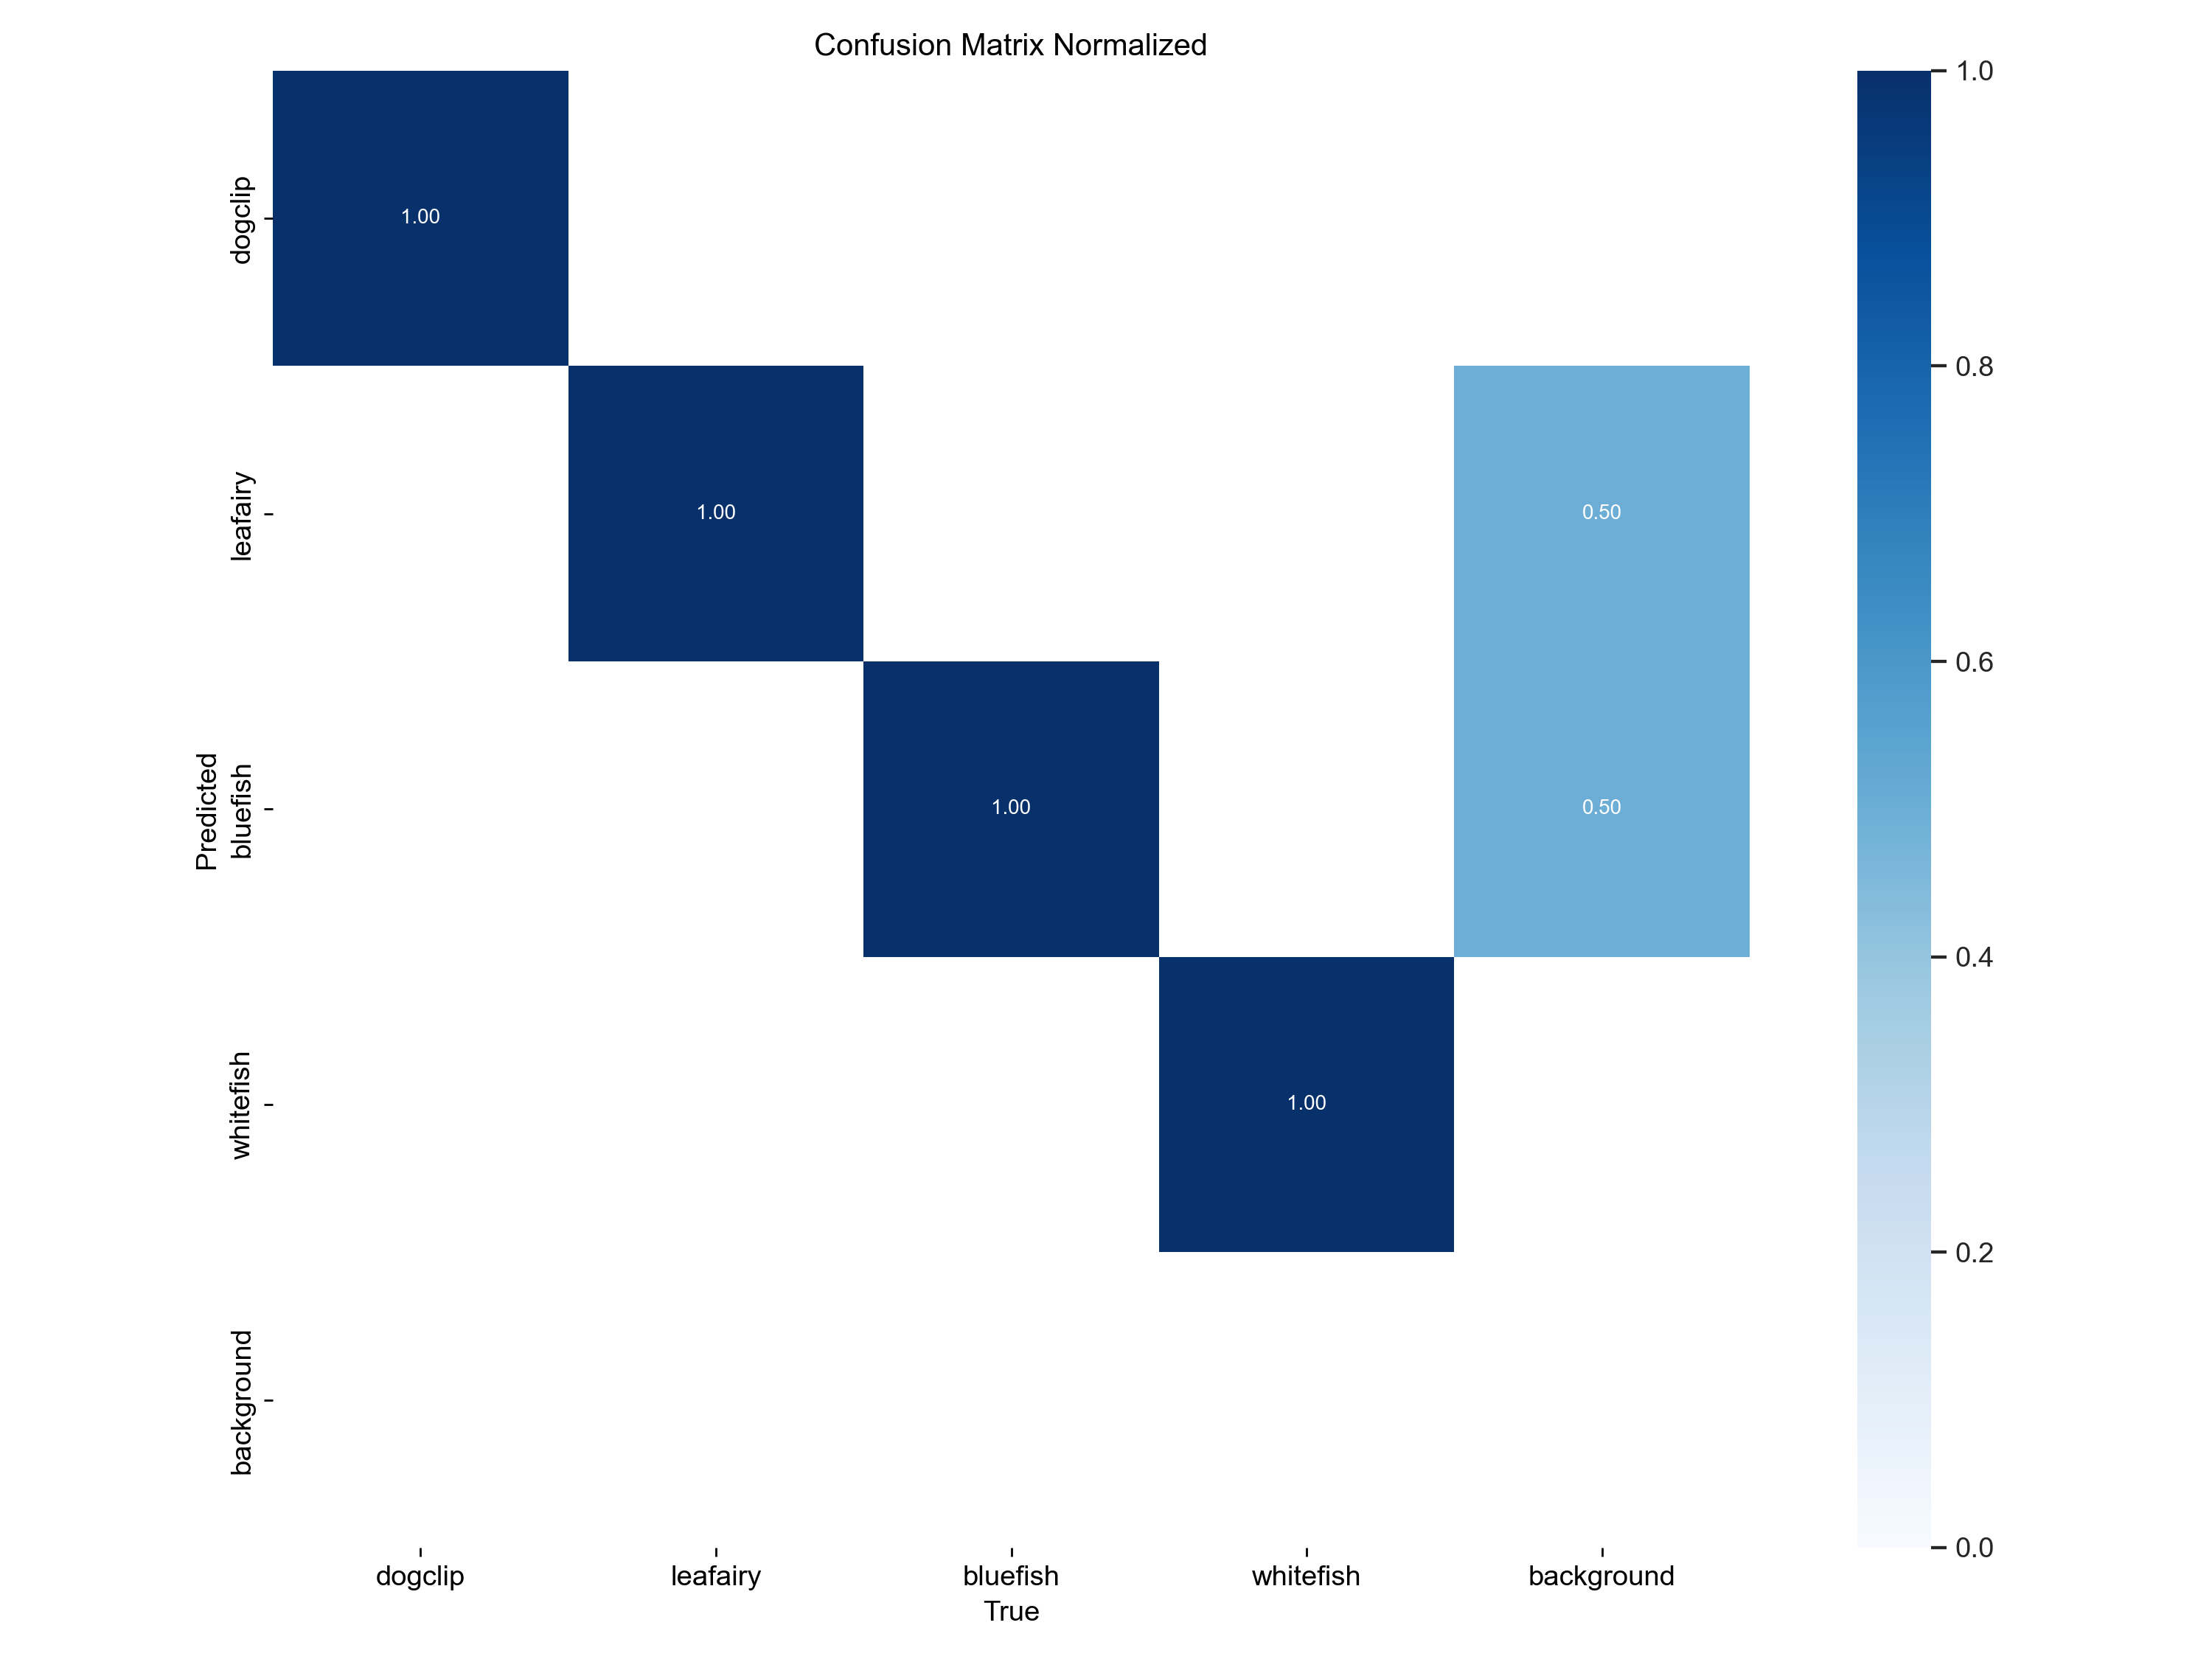 Confusion Matrix Normalized
1.0
dogclip
1.00
0.8
leafairy
1.00
0.50
0.6
Predicted
bluefish
1.00
0.50
0.4
whitefish
1.00
0.2
background
0.0
dogclip leafairy bluefish whitefish background
True